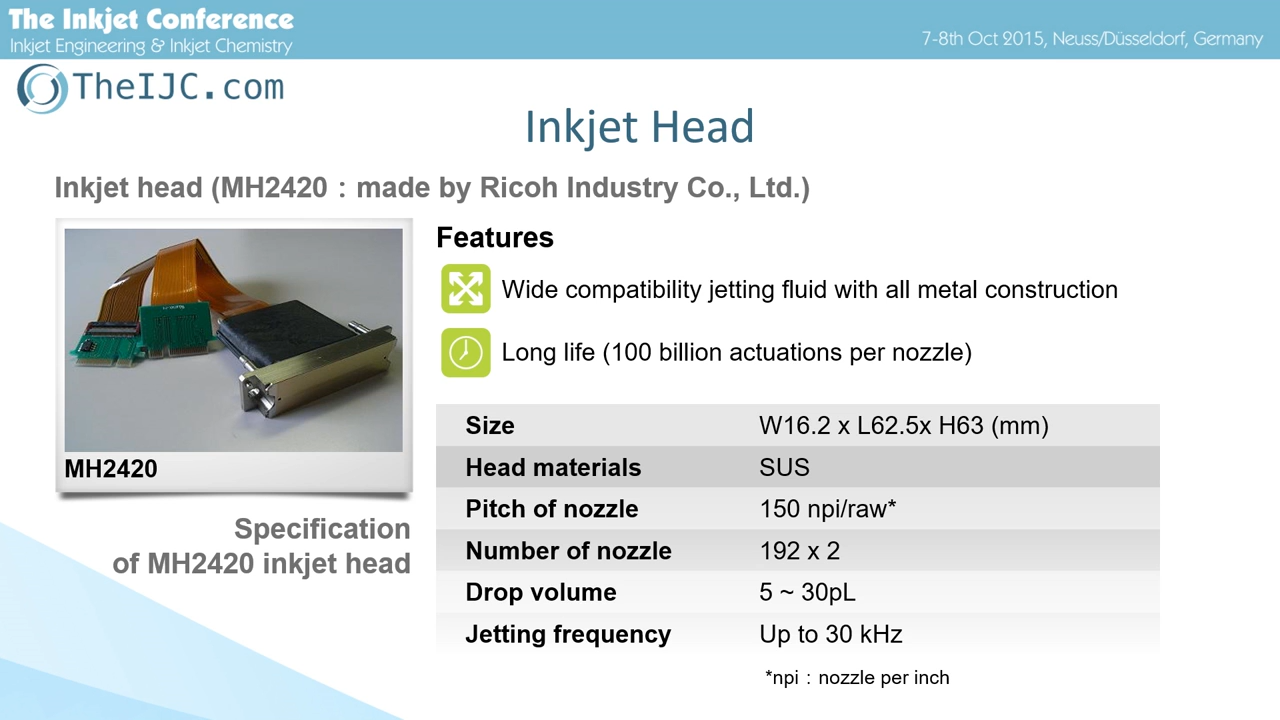 The Inkjet Conference
Inkjet Engineering & Inkjet Chemistry
7-8th Oct 2015, Neuss/Düsseldorf, Germany
TheIJC.com
Inkjet Head
Inkjet head (MH2420：made by Ricoh Industry Co., Ltd.)
Features
Wide compatibility jetting fluid with all metal construction
Long life (100 billion actuations per nozzle)
MH2420
Specification
of MH2420 inkjet head
Size W16.2 x L62.5x H63 (mm)
Head materials SUS
Pitch of nozzle 150 npi/raw*
Number of nozzle 192 x 2
Drop volume 5 ~ 30pL
Jetting frequency Up to 30 kHz
*npi：nozzle per inch